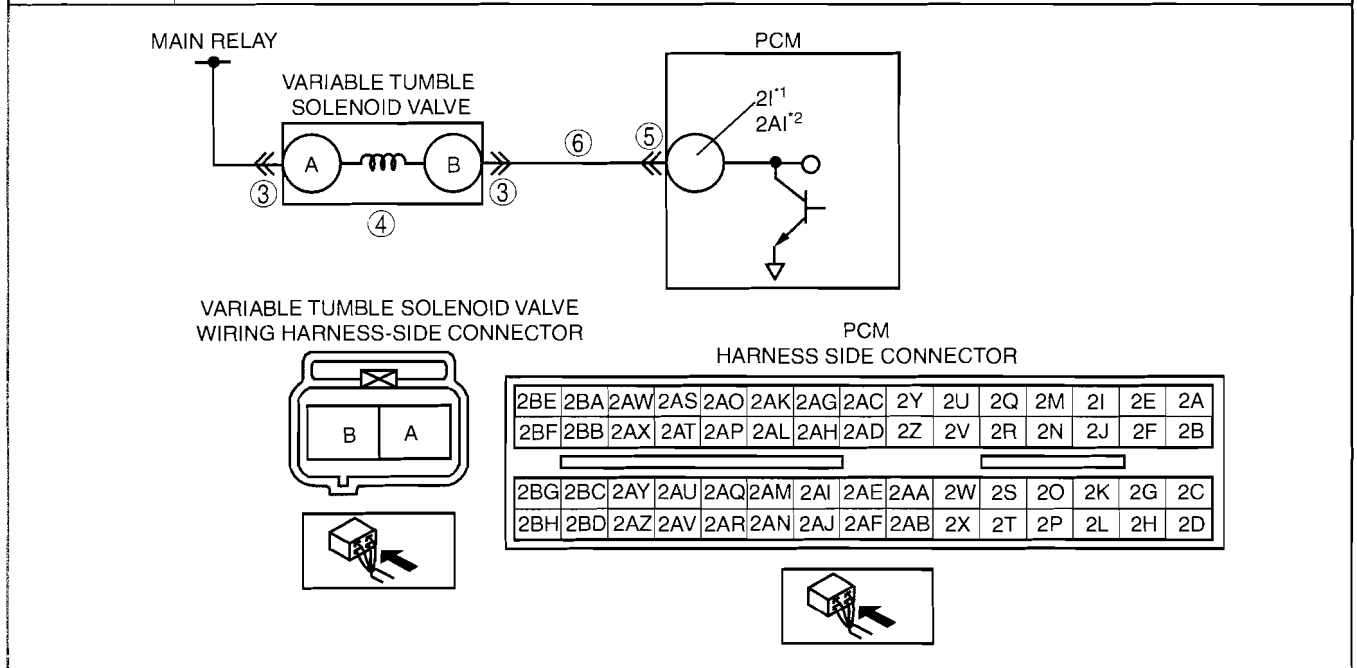 MAIN RELAY
PCM
VARIABLE TUMBLE
SOLENOID VALVE
2I*1
2AI*2
⑥
⑤
A
B
③
③
④
VARIABLE TUMBLE SOLENOID VALVE
WIRING HARNESS-SIDE CONNECTOR
B A
PCM
HARNESS SIDE CONNECTOR
2BE 2BA 2AW 2AS 2AO 2AK 2AG 2AC 2Y 2U 2Q 2M 2I 2E 2A
2BF 2BB 2AX 2AT 2AP 2AL 2AH 2AD 2Z 2V 2R 2N 2J 2F 2B
2BG 2BC 2AY 2AU 2AQ 2AM 2AI 2AE 2AA 2W 2S 2O 2K 2G 2C
2BH 2BD 2AZ 2AV 2AR 2AN 2AJ 2AF 2AB 2X 2T 2P 2L 2H 2D